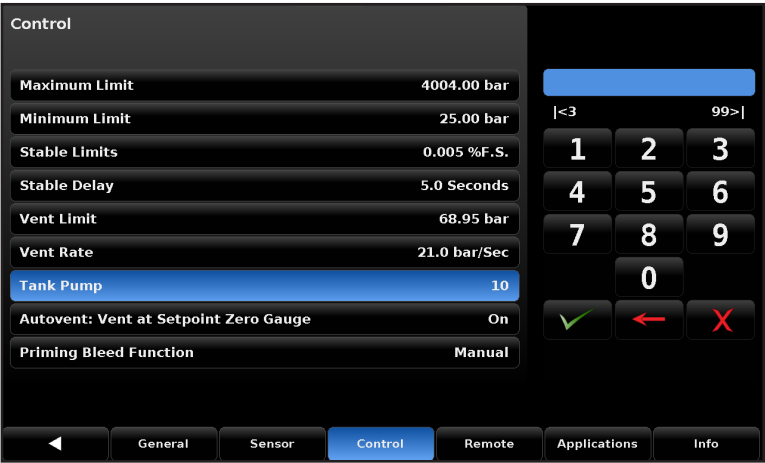 Control
Maximum Limit 4004.00 bar
Minimum Limit 25.00 bar
Stable Limits 0.005 %F.S.
Stable Delay 5.0 Seconds
Vent Limit 68.95 bar
Vent Rate 21.0 bar/Sec
Tank Pump 10
Autovent: Vent at Setpoint Zero Gauge On
Priming Bleed Function Manual
|<3 99>|
1 2 3
4 5 6
7 8 9
0
X
General Sensor Control Remote Applications Info